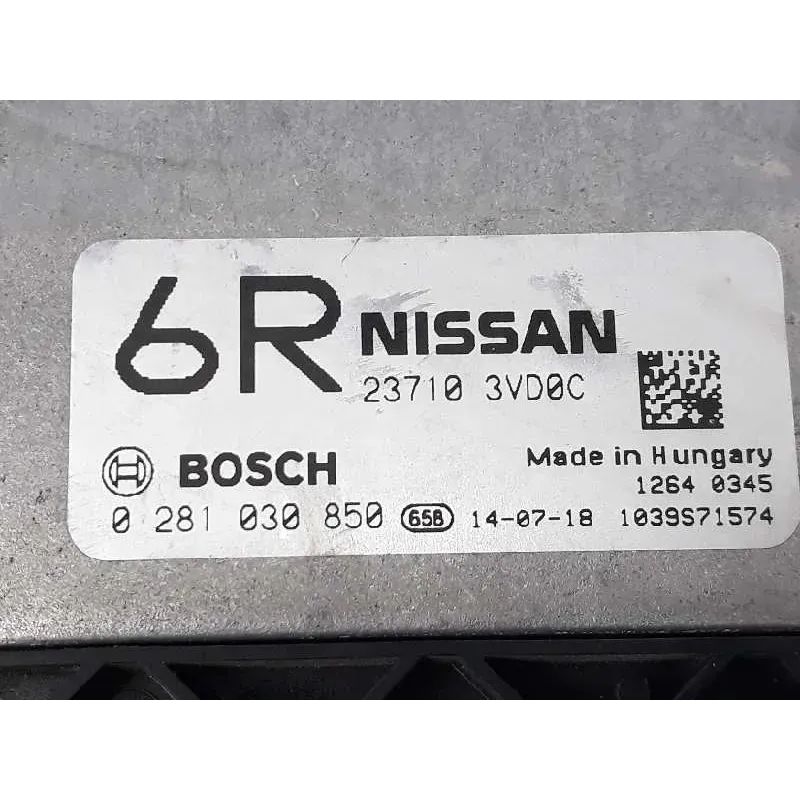 6R NISSAN
23710 3VD0C
BOSCH
Made in Hungary
1264 0345
0 281 030 850 658 14-07-18 1039S71574